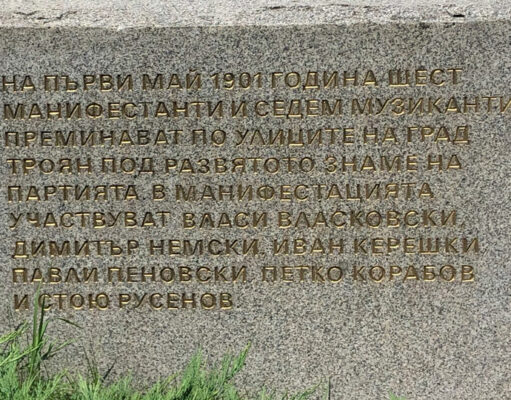 НА ПЪРВИ МАЙ 1901 ГОДИНА ШЕСТ
МАНИФЕСТАНТИ И СЕДЕМ МУЗИКАНТИ
ПРЕМИНАВАТ ПО УЛИЦИТЕ НА ГРАД
ТРОЯН ПОД РАЗВЯТОТО ЗНАМЕ НА
ПАРТИЯТА. В МАНИФЕСТАЦИЯТА
УЧАСТВУВАТ ВЛАСИ ВЛАСКОВСКИ,
ДИМИТЪР НЕМСКИ, ИВАН КЕРЕШКИ,
ПАВЛИ ПЕНОВСКИ, ПЕТКО КОРАБОВ
И СТОЮ РУСЕНОВ.